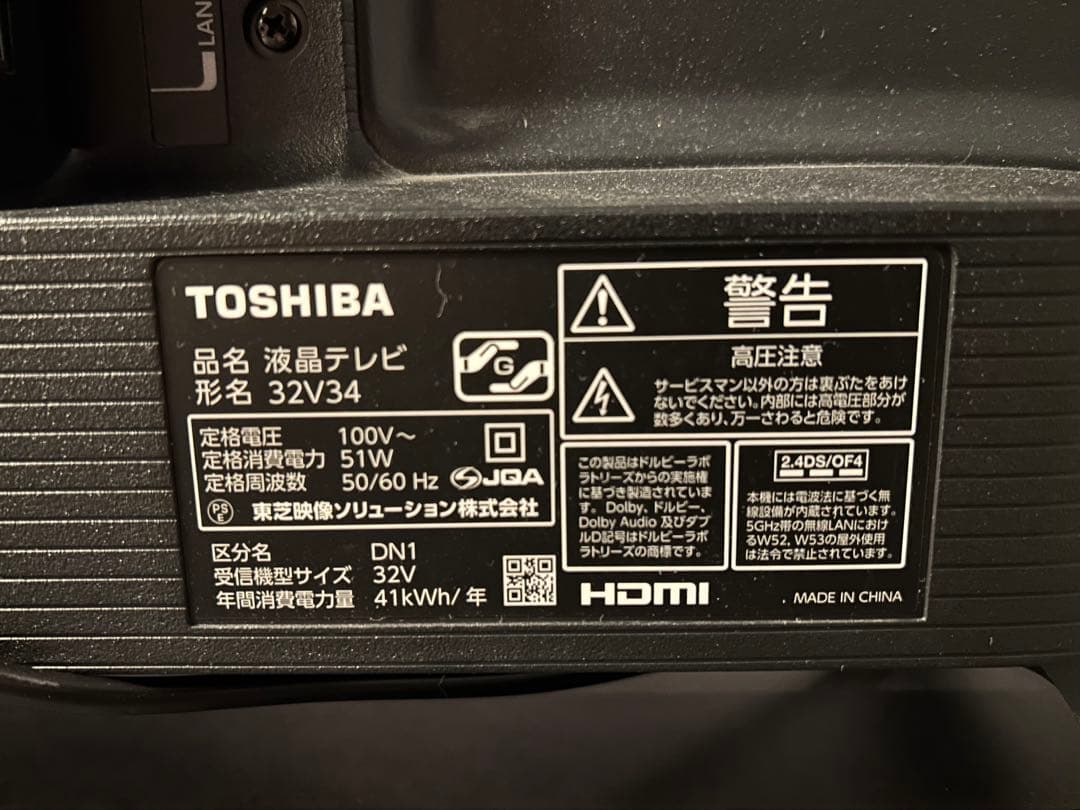 LAN
TOSHIBA
品名 液晶テレビ
形名 32V34
G
定格電圧 100V～
定格消費電力 51W
定格周波数 50/60 Hz
JQA
PS
E
東芝映像ソリューション株式会社
区分名 DN1
受信機型サイズ 32V
年間消費電力量 41kWh/年
警告
高圧注意
サービスマン以外の方は裏ぶたをあけ
ないでください。内部には高電圧部分が
数多くあり、万一さわると危険です。
この製品はドルビーラボ
ラトリーズからの実施権
に基づき製造されていま
す。Dolby、ドルビー、
Dolby Audio 及びダブ
ルD記号はドルビーラボ
ラトリーズの商標です。
2.4DS/OF4
本機には電波法に基づく無
線設備が内蔵されています。
5GHz帯の無線LANにおけ
るW52, W53の屋外使用
は法令で禁止されています。
HDMI
MADE IN CHINA